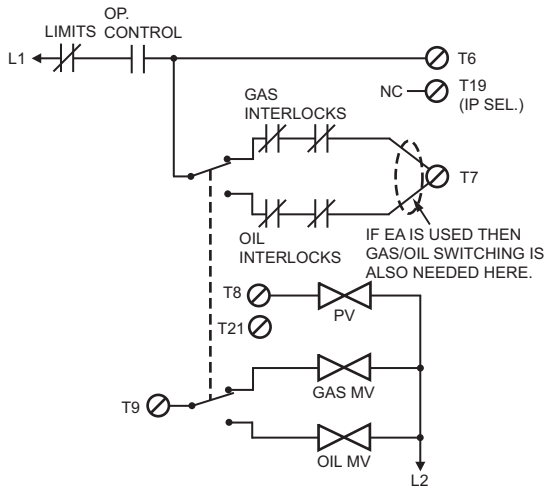 OP.
LIMITS CONTROL
L1
T6
NC T19
(IP SEL.)
GAS
INTERLOCKS
T7
OIL
INTERLOCKS
IF EA IS USED THEN
GAS/OIL SWITCHING IS
ALSO NEEDED HERE.
T8
PV
T21
GAS MV
T9
OIL MV
L2